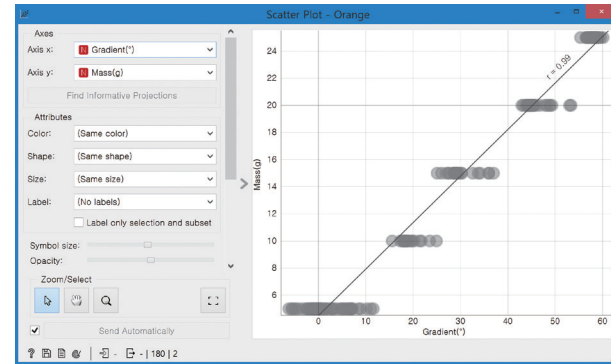 Scatter Plot - Orange
Axes
Axis x: N Gradient(°)
Axis y: N Mass(g)
Find Informative Projections
Attributes
Color: (Same color)
Shape: (Same shape)
Size: (Same size)
Label: (No labels)
Label only selection and subset
Symbol size:
Opacity:
Zoom/Select
Send Automatically
? - - | 180 | 2
24
22
20
18
16
14
12
10
8
6
Mass(g)
r = 0.99
0 10 20 30 40 50 60
Gradient(°)